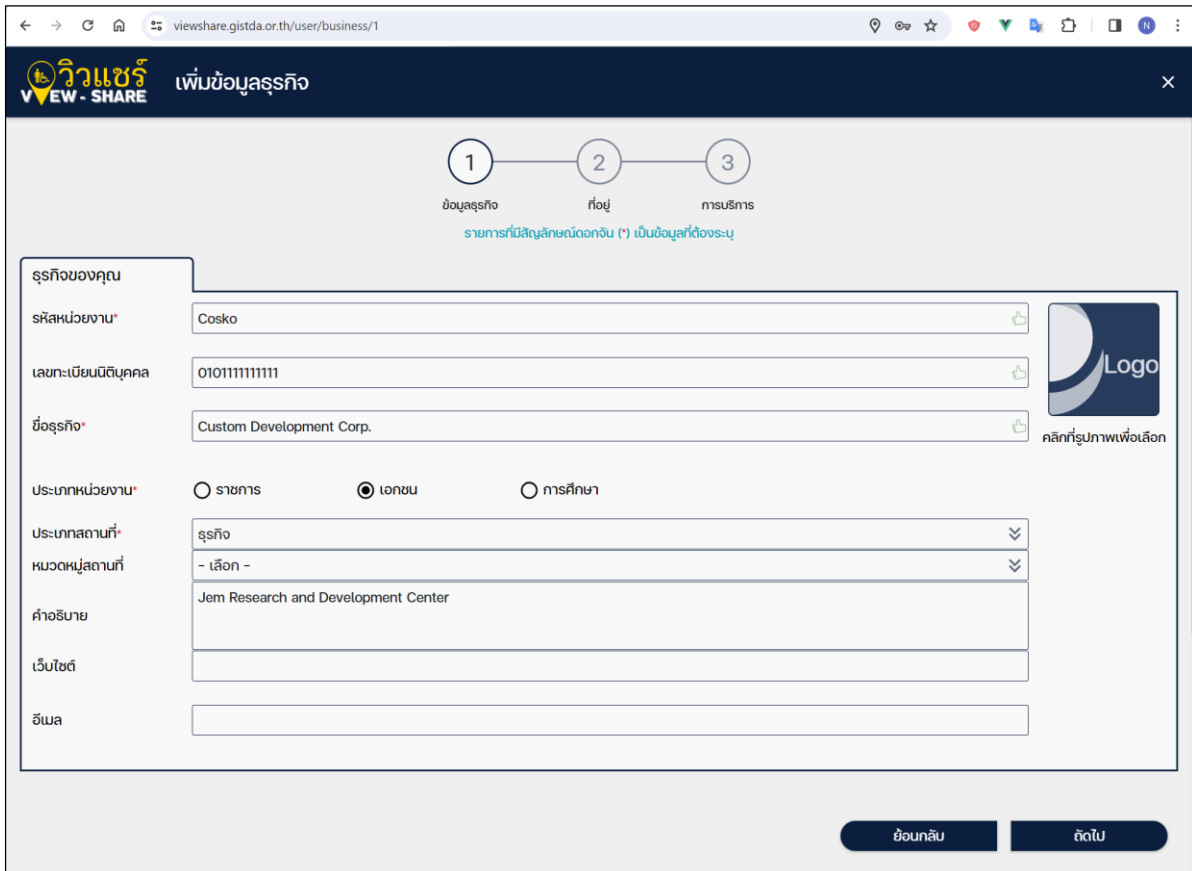 viewshare.gistda.or.th/user/business/1
N
วิวแชร์
VIEW - SHARE
เพิ่มข้อมูลธุรกิจ
1
2
3
ข้อมูลธุรกิจ
ที่อยู่
การบริการ
รายการที่มีสัญลักษณ์ดอกจัน (*) เป็นข้อมูลที่ต้องระบุ
ธุรกิจของคุณ
รหัสหน่วยงาน* Cosko
Logo
เลขทะเบียนนิติบุคคล 0101111111111
ชื่อธุรกิจ* Custom Development Corp.
คลิกที่รูปภาพเพื่อเลือก
ประเภทหน่วยงาน* ราชการ เอกชน การศึกษา
ประเภทสถานที่* ธุรกิจ
หมวดหมู่สถานที่ - เลือก -
คำอธิบาย Jem Research and Development Center
เว็บไซต์
อีเมล
ย้อนกลับ ถัดไป